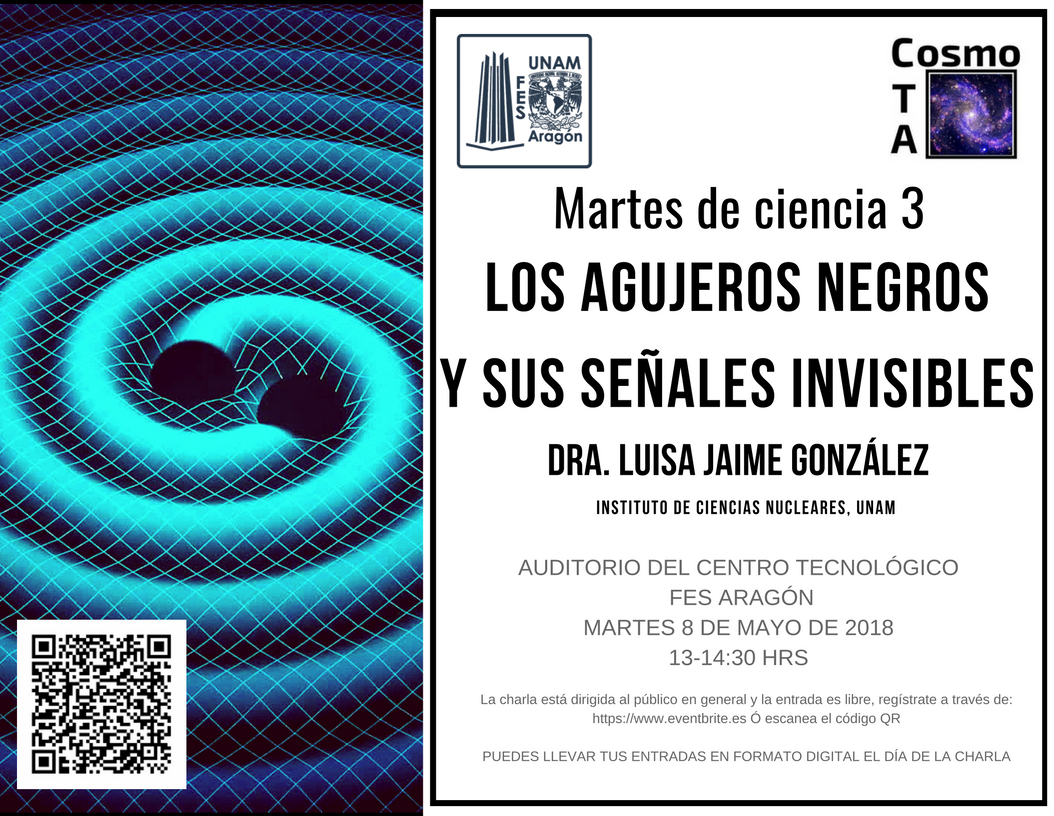 UNAM
FES
Aragón
Cosmo
T
A
Martes de ciencia 3
LOS AGUJEROS NEGROS
Y SUS SEÑALES INVISIBLES
DRA. LUISA JAIME GONZÁLEZ
INSTITUTO DE CIENCIAS NUCLEARES, UNAM
AUDITORIO DEL CENTRO TECNOLÓGICO
FES ARAGÓN
MARTES 8 DE MAYO DE 2018
13-14:30 HRS
La charla está dirigida al público en general y la entrada es libre, regístrate a través de:
https://www.eventbrite.es Ó escanea el código QR
PUEDES LLEVAR TUS ENTRADAS EN FORMATO DIGITAL EL DÍA DE LA CHARLA